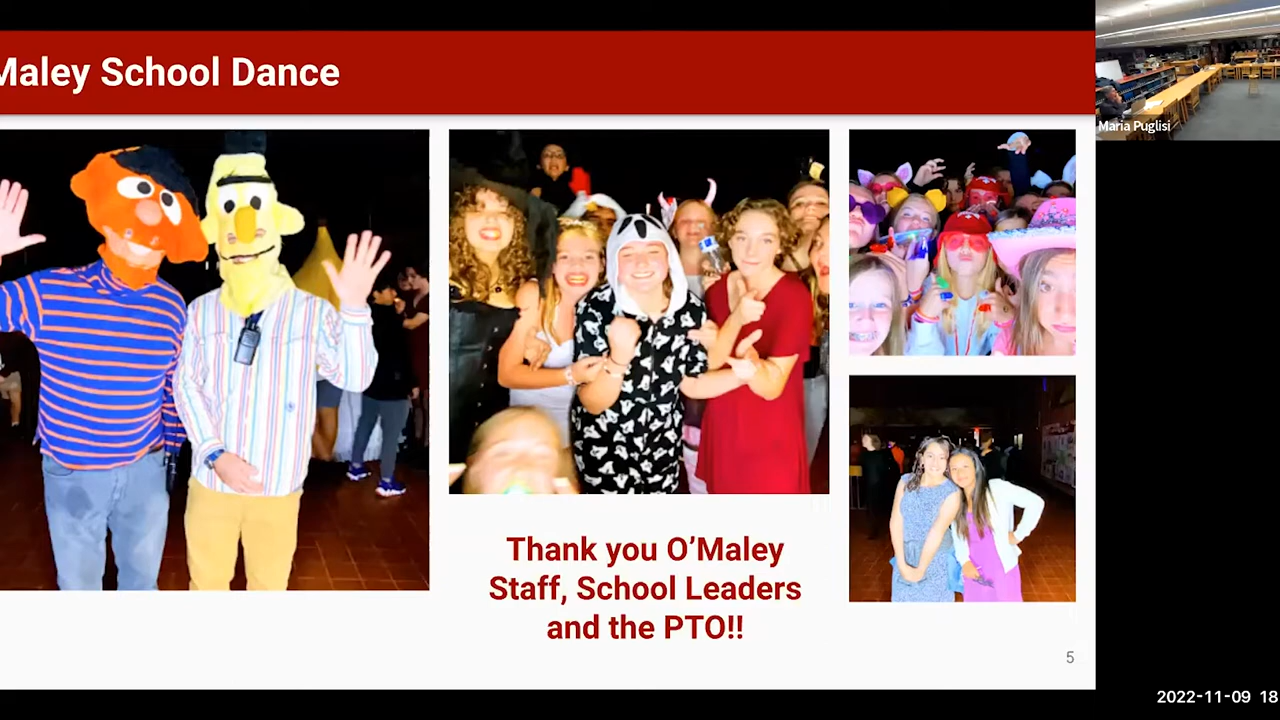 Maley School Dance
Maria Puglisi
Thank you O'Maley
Staff, School Leaders
and the PTO!!
5
2022-11-09 18